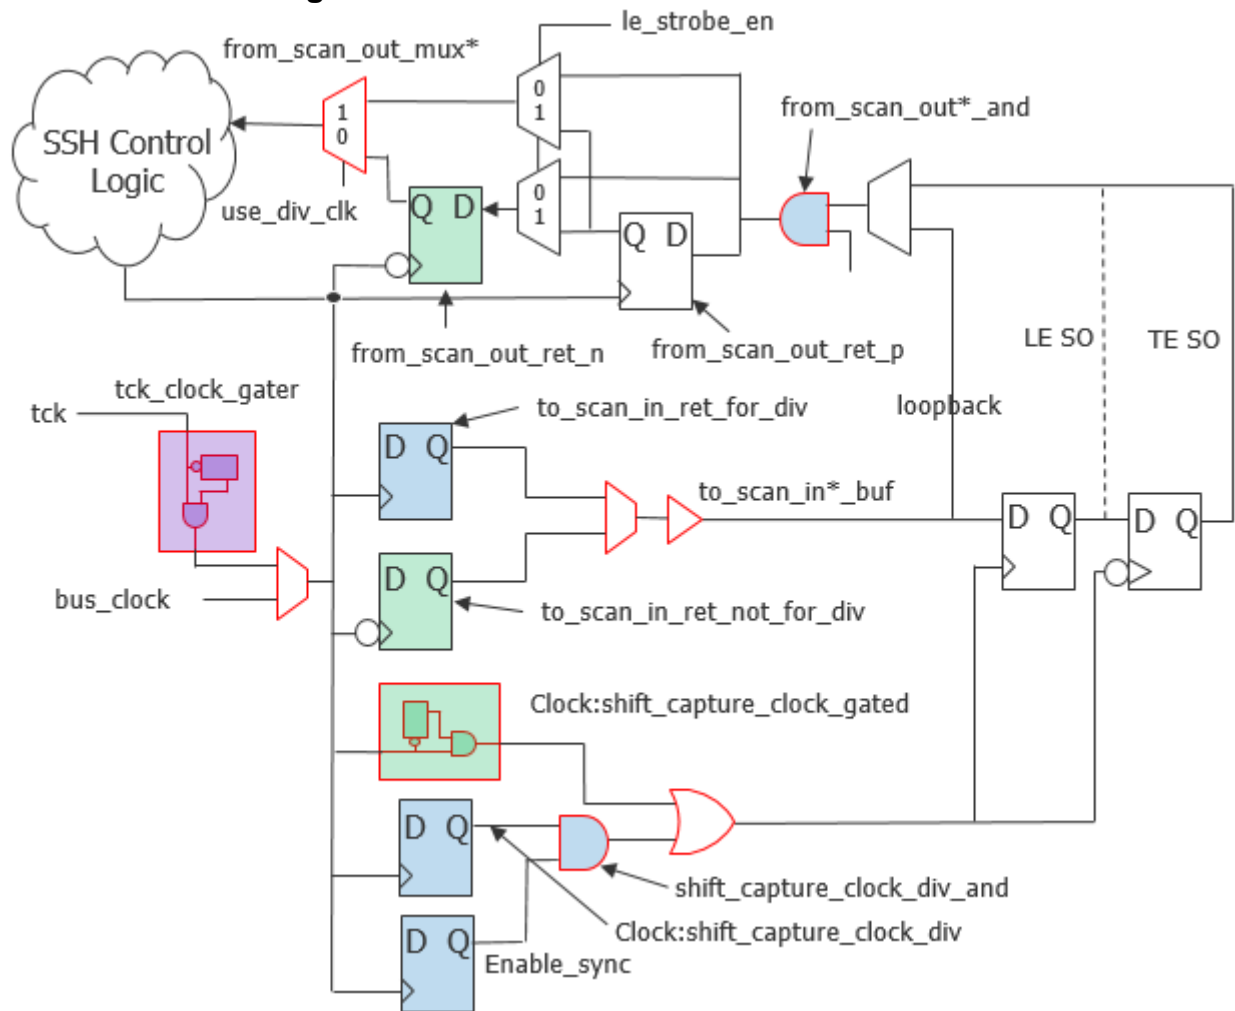 le_strobe_en
from_scan_out_mux*
0
1
1
0
from_scan_out*_and
SSH Control
Logic
0
1
use_div_clk
Q D
Q D
from_scan_out_ret_n
from_scan_out_ret_p
LE SO
TE SO
tck_clock_gater
tck
to_scan_in_ret_for_div
loopback
D Q
to_scan_in*_buf
D Q
D Q
D Q
bus_clock
to_scan_in_ret_not_for_div
Clock:shift_capture_clock_gated
D Q
shift_capture_clock_div_and
Clock:shift_capture_clock_div
D Q
Enable_sync